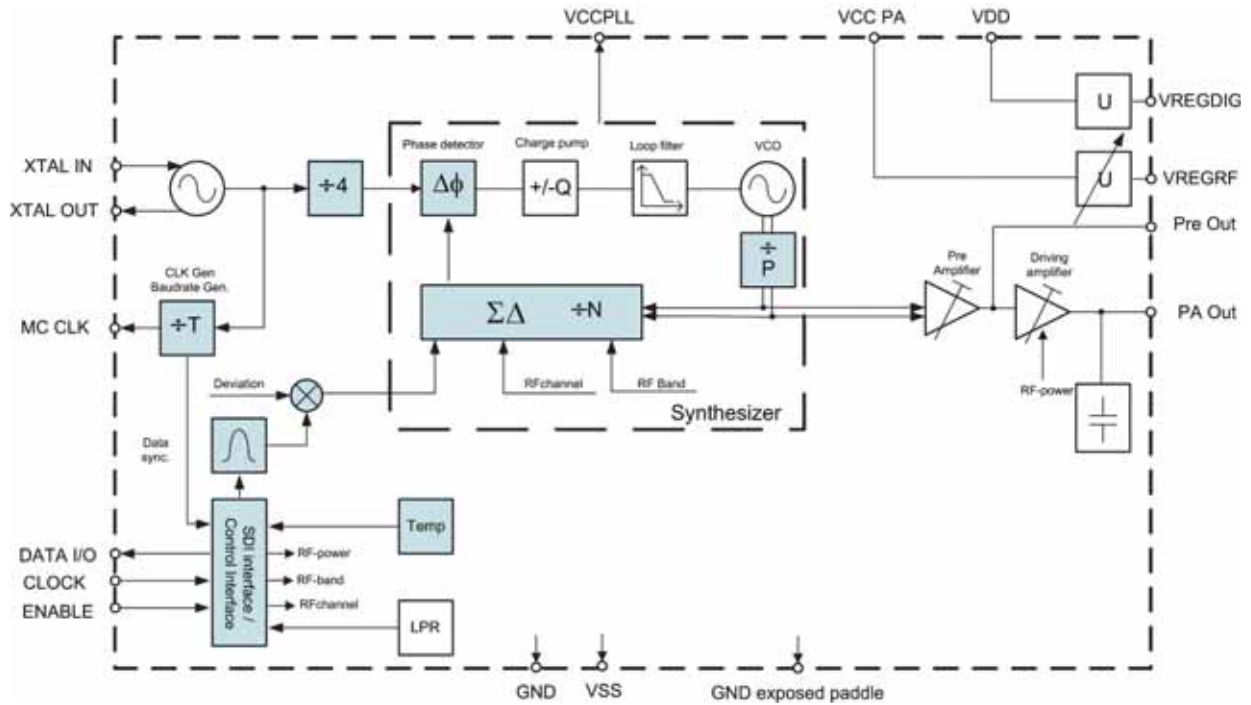 VCCPLL
VCC PA
VDD
U
VREGDIG
Phase detector
Charge pump
Loop filter
VCO
XTAL IN
÷4
Δϕ
+/-Q
U
VREGRF
XTAL OUT
Pre Out
÷
P
Pre
Amplifier
Driving
amplifier
CLK Gen
Baudrate Gen.
MC CLK
÷T
ΣΔ ÷N
PA Out
Deviation
RFchannel
RF Band
RF-power
Synthesizer
Data
sync.
SDI interface /
Control Interface
Temp
DATA I/O
RF-power
CLOCK
RF-band
ENABLE
RFchannel
LPR
GND
VSS
GND exposed paddle